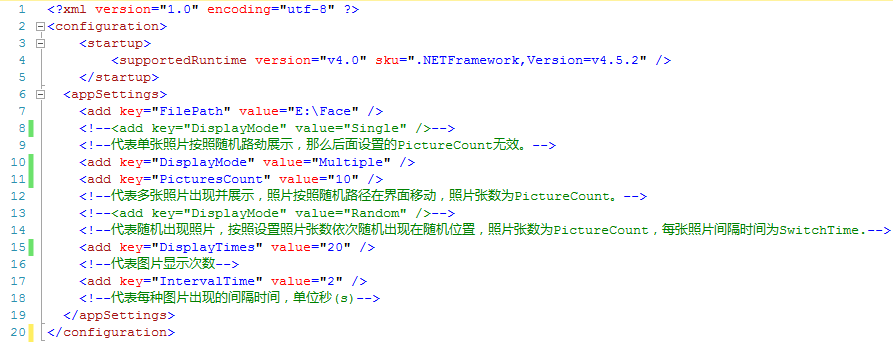 1 <?xml version="1.0" encoding="utf-8" ?>
2 <configuration>
3 <startup>
4 <supportedRuntime version="v4.0" sku=".NETFramework,Version=v4.5.2" />
5 </startup>
6 <appSettings>
7 <add key="FilePath" value="E:\Face" />
8 <!--<add key="DisplayMode" value="Single" />-->
9 <!--代表单张照片按照随机路劲展示，那么后面设置的PictureCount无效。-->
10 <add key="DisplayMode" value="Multiple" />
11 <add key="PicturesCount" value="10" />
12 <!--代表多张照片出现并展示，照片按照随机路径在界面移动，照片张数为PictureCount。-->
13 <!--<add key="DisplayMode" value="Random" />-->
14 <!--代表随机出现照片，按照设置照片张数依次随机出现在随机位置，照片张数为PictureCount，每张照片间隔时间为SwitchTime.-->
15 <add key="DisplayTimes" value="20" />
16 <!--代表图片显示次数-->
17 <add key="IntervalTime" value="2" />
18 <!--代表每种图片出现的间隔时间，单位秒(s)-->
19 </appSettings>
20 </configuration>